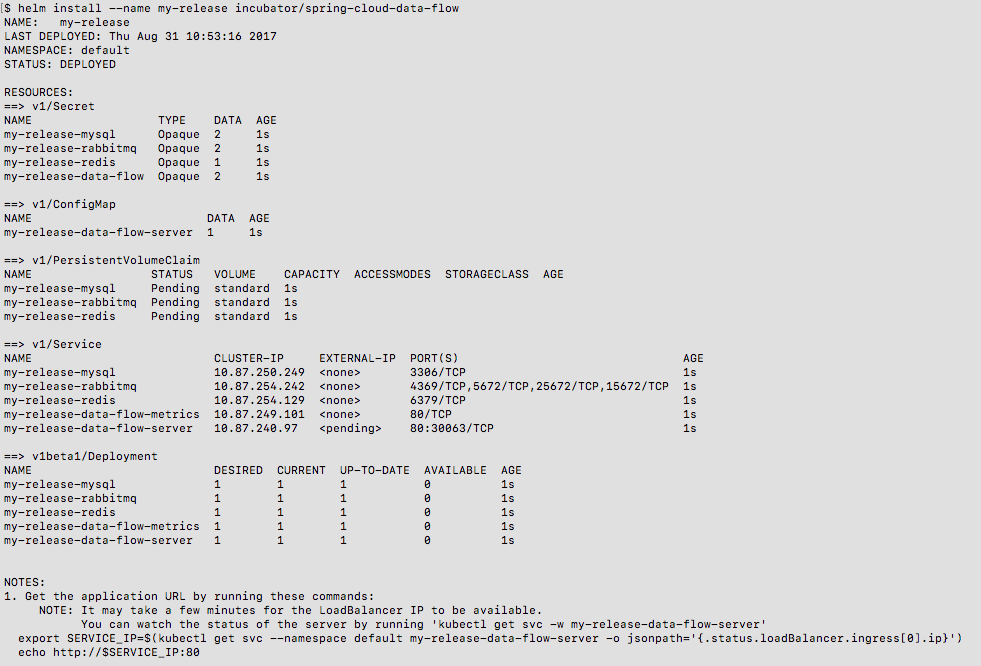 [$ helm install --name my-release incubator/spring-cloud-data-flow
NAME:   my-release
LAST DEPLOYED: Thu Aug 31 10:53:16 2017
NAMESPACE: default
STATUS: DEPLOYED

RESOURCES:
==> v1/Secret
NAME                  TYPE    DATA  AGE
my-release-mysql      Opaque  2     1s
my-release-rabbitmq   Opaque  2     1s
my-release-redis      Opaque  1     1s
my-release-data-flow  Opaque  2     1s

==> v1/ConfigMap
NAME                         DATA  AGE
my-release-data-flow-server  1     1s

==> v1/PersistentVolumeClaim
NAME                 STATUS   VOLUME    CAPACITY  ACCESSMODES  STORAGECLASS  AGE
my-release-mysql     Pending  standard  1s
my-release-rabbitmq  Pending  standard  1s
my-release-redis     Pending  standard  1s

==> v1/Service
NAME                          CLUSTER-IP     EXTERNAL-IP  PORT(S)                                AGE
my-release-mysql              10.87.250.249  <none>       3306/TCP                               1s
my-release-rabbitmq           10.87.254.242  <none>       4369/TCP,5672/TCP,25672/TCP,15672/TCP  1s
my-release-redis              10.87.254.129  <none>       6379/TCP                               1s
my-release-data-flow-metrics  10.87.249.101  <none>       80/TCP                                 1s
my-release-data-flow-server   10.87.240.97   <pending>    80:30063/TCP                           1s

==> v1beta1/Deployment
NAME                          DESIRED  CURRENT  UP-TO-DATE  AVAILABLE  AGE
my-release-mysql              1        1        1           0          1s
my-release-rabbitmq           1        1        1           0          1s
my-release-redis              1        1        1           0          1s
my-release-data-flow-metrics  1        1        1           0          1s
my-release-data-flow-server   1        1        1           0          1s


NOTES:
1. Get the application URL by running these commands:
     NOTE: It may take a few minutes for the LoadBalancer IP to be available.
           You can watch the status of the server by running 'kubectl get svc -w my-release-data-flow-server'
  export SERVICE_IP=$(kubectl get svc --namespace default my-release-data-flow-server -o jsonpath='{.status.loadBalancer.ingress[0].ip}')
  echo http://$SERVICE_IP:80